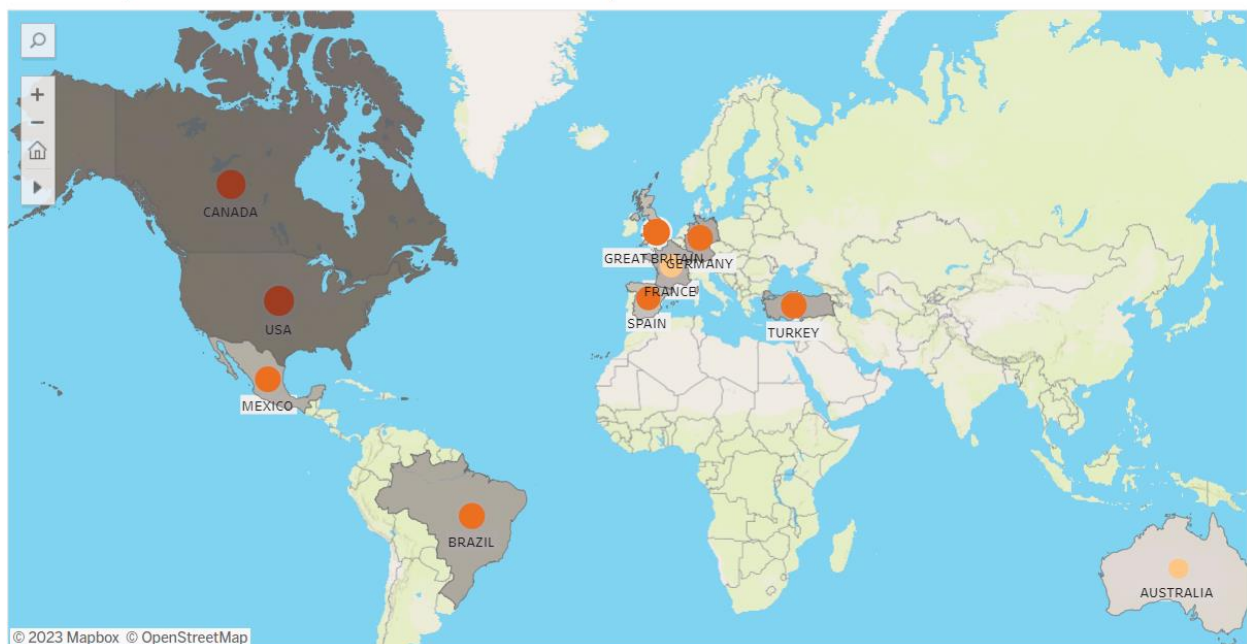 CANADA
GREAT BRITAIN
GERMANY
FRANCE
USA
SPAIN
TURKEY
MEXICO
BRAZIL
AUSTRALIA
© 2023 Mapbox © OpenStreetMap